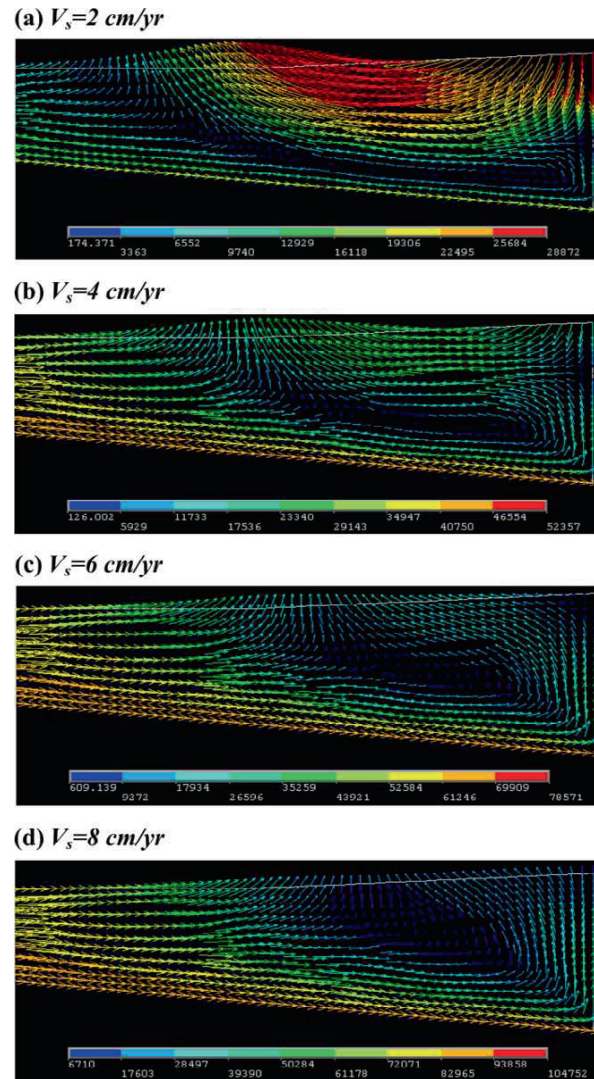 (a) Vs=2 cm/yr
174.371 6552 12929 19306 25684
3363 9740 16118 22495 28872
(b) Vs=4 cm/yr
126.002 11733 23340 34947 46554
5929 17536 29143 40750 52357
(c) Vs=6 cm/yr
609.139 17934 35259 52584 69909
9272 26596 43921 61246 78571
(d) Vs=8 cm/yr
6710 28497 50284 72071 93858
17603 39390 61178 82965 104752